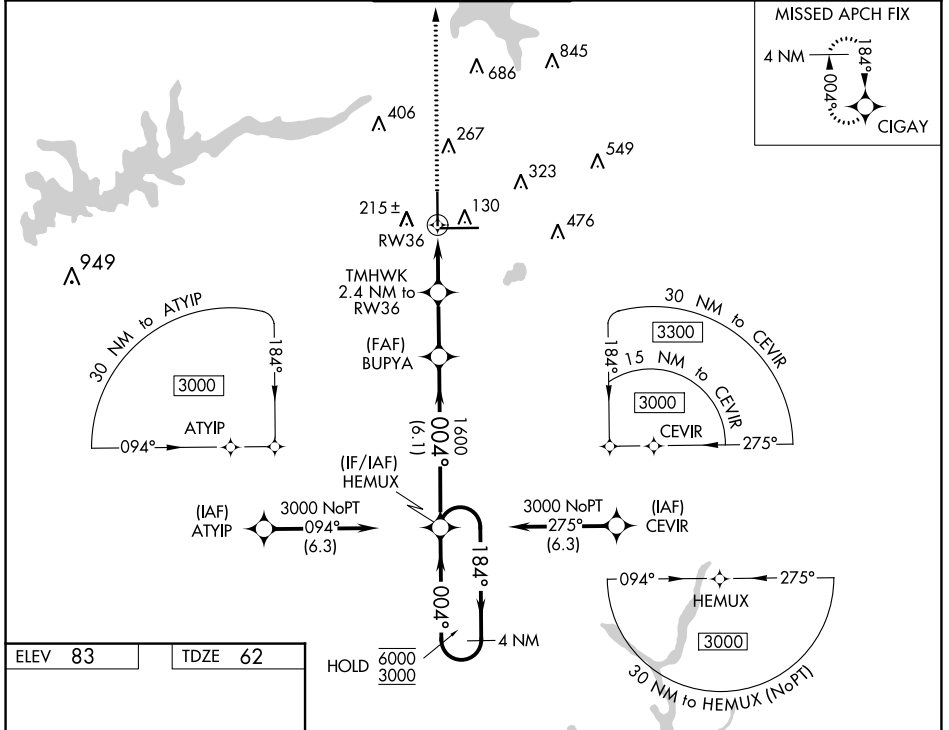 MISSED APCH FIX
4 NM
184°
004°
CIGAY
845
686
406
267
549
323
215±
130
476
RW36
949
TMHWK
2.4 NM to
RW36
(FAF)
BUPYA
30 NM to ATYIP
184°
3000
ATYIP
094°
30 NM to CEVIR
3300
184°
15 NM to CEVIR
3000
CEVIR
275°
1600
004°
(6.1)
(IF/IAF)
HEMUX
(IAF)
ATYIP
3000 NoPT
094°
(6.3)
3000 NoPT
275°
(6.3)
(IAF)
CEVIR
184°
004°
4 NM
HOLD
6000
3000
094°
275°
HEMUX
3000
30 NM to HEMUX (NoPT)
ELEV 83
TDZE 62